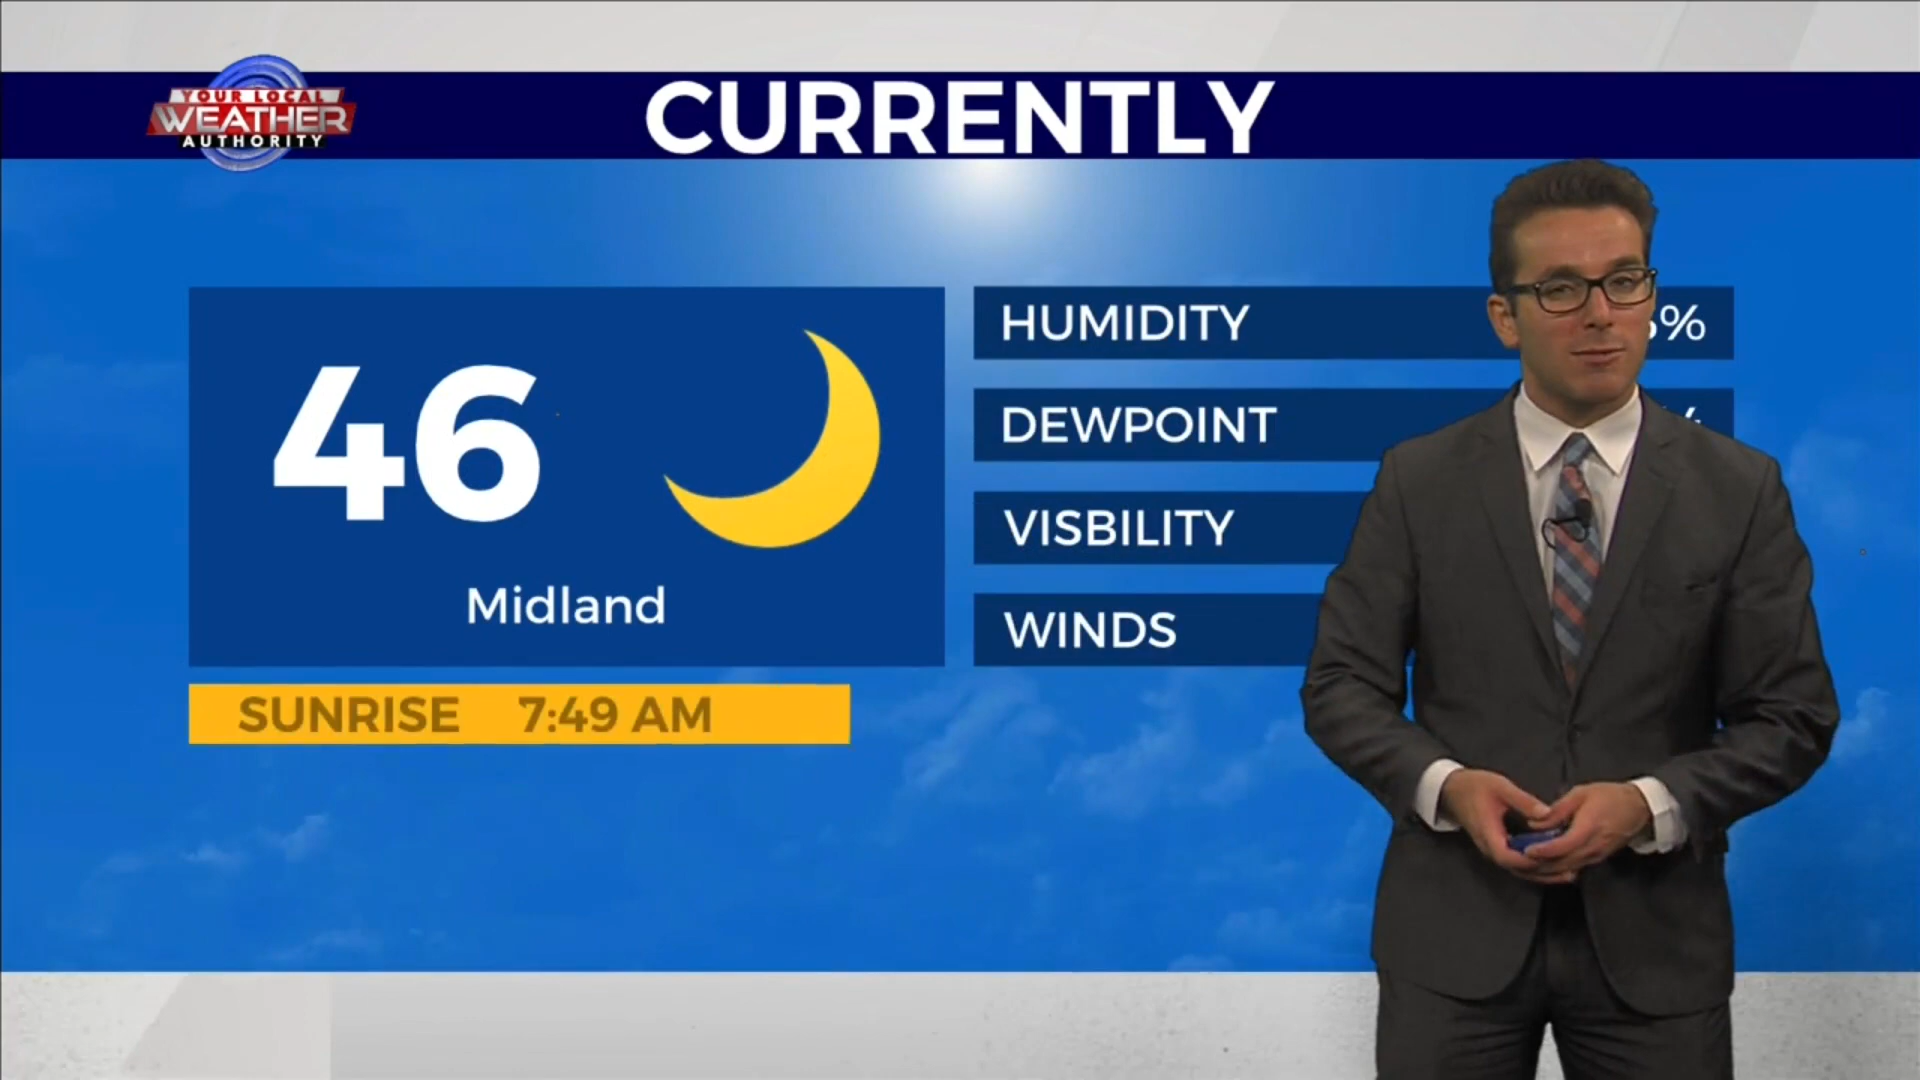 YOUR LOCAL
WEATHER
AUTHORITY
CURRENTLY
46
Midland
SUNRISE 7:49 AM
HUMIDITY %
DEWPOINT
VISBILITY
WINDS